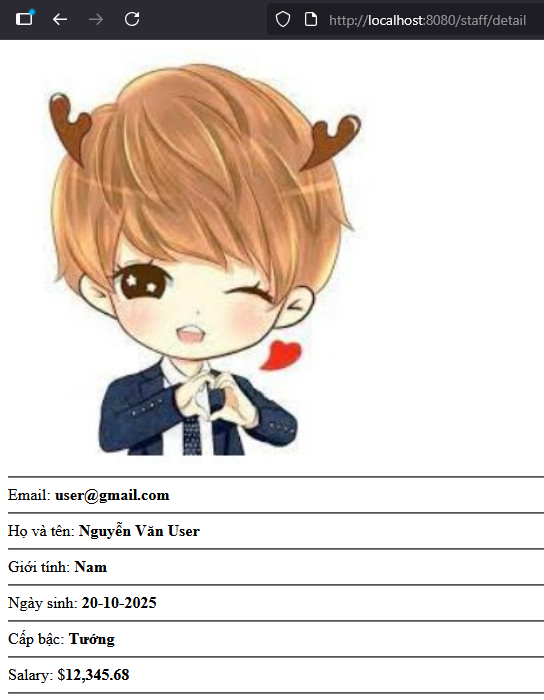 http://localhost:8080/staff/detail
Email: user@gmail.com
Họ và tên: Nguyễn Văn User
Giới tính: Nam
Ngày sinh: 20-10-2025
Cấp bậc: Tướng
Salary: $12,345.68